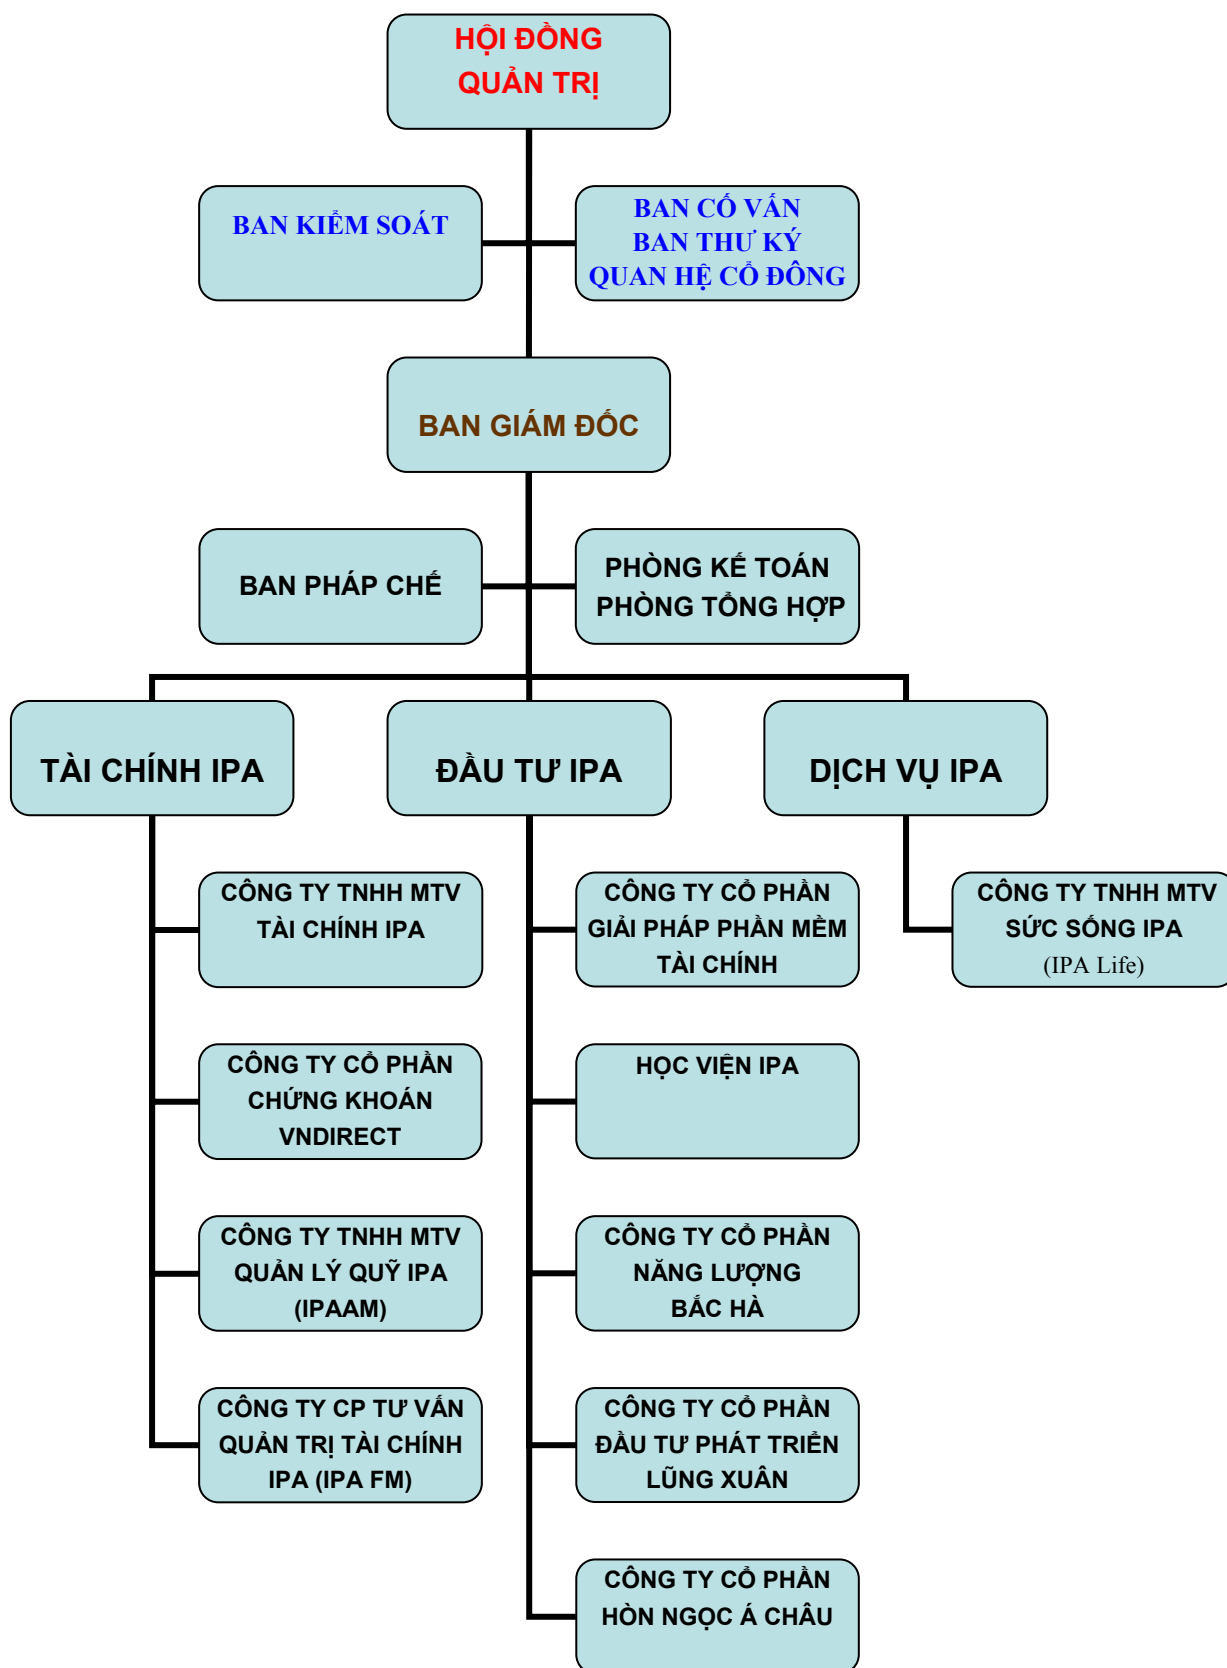 HỘI ĐỒNG
QUẢN TRỊ
BAN KIỂM SOÁT
BAN CỐ VẤN
BAN THƯ KÝ
QUAN HỆ CỔ ĐÔNG
BAN GIÁM ĐỐC
BAN PHÁP CHẾ
PHÒNG KẾ TOÁN
PHÒNG TỔNG HỢP
TÀI CHÍNH IPA
ĐẦU TƯ IPA
DỊCH VỤ IPA
CÔNG TY TNHH MTV
TÀI CHÍNH IPA
CÔNG TY CỔ PHẦN
GIẢI PHÁP PHẦN MỀM
TÀI CHÍNH
CÔNG TY TNHH MTV
SỨC SỐNG IPA
(IPA Life)
CÔNG TY CỔ PHẦN
CHỨNG KHOÁN
VNDIRECT
HỌC VIỆN IPA
CÔNG TY TNHH MTV
QUẢN LÝ QUỸ IPA
(IPAAM)
CÔNG TY CỔ PHẦN
NĂNG LƯỢNG
BẮC HÀ
CÔNG TY CP TƯ VẤN
QUẢN TRỊ TÀI CHÍNH
IPA (IPA FM)
CÔNG TY CỔ PHẦN
ĐẦU TƯ PHÁT TRIỂN
LŨNG XUÂN
CÔNG TY CỔ PHẦN
HÒN NGỌC Á CHÂU